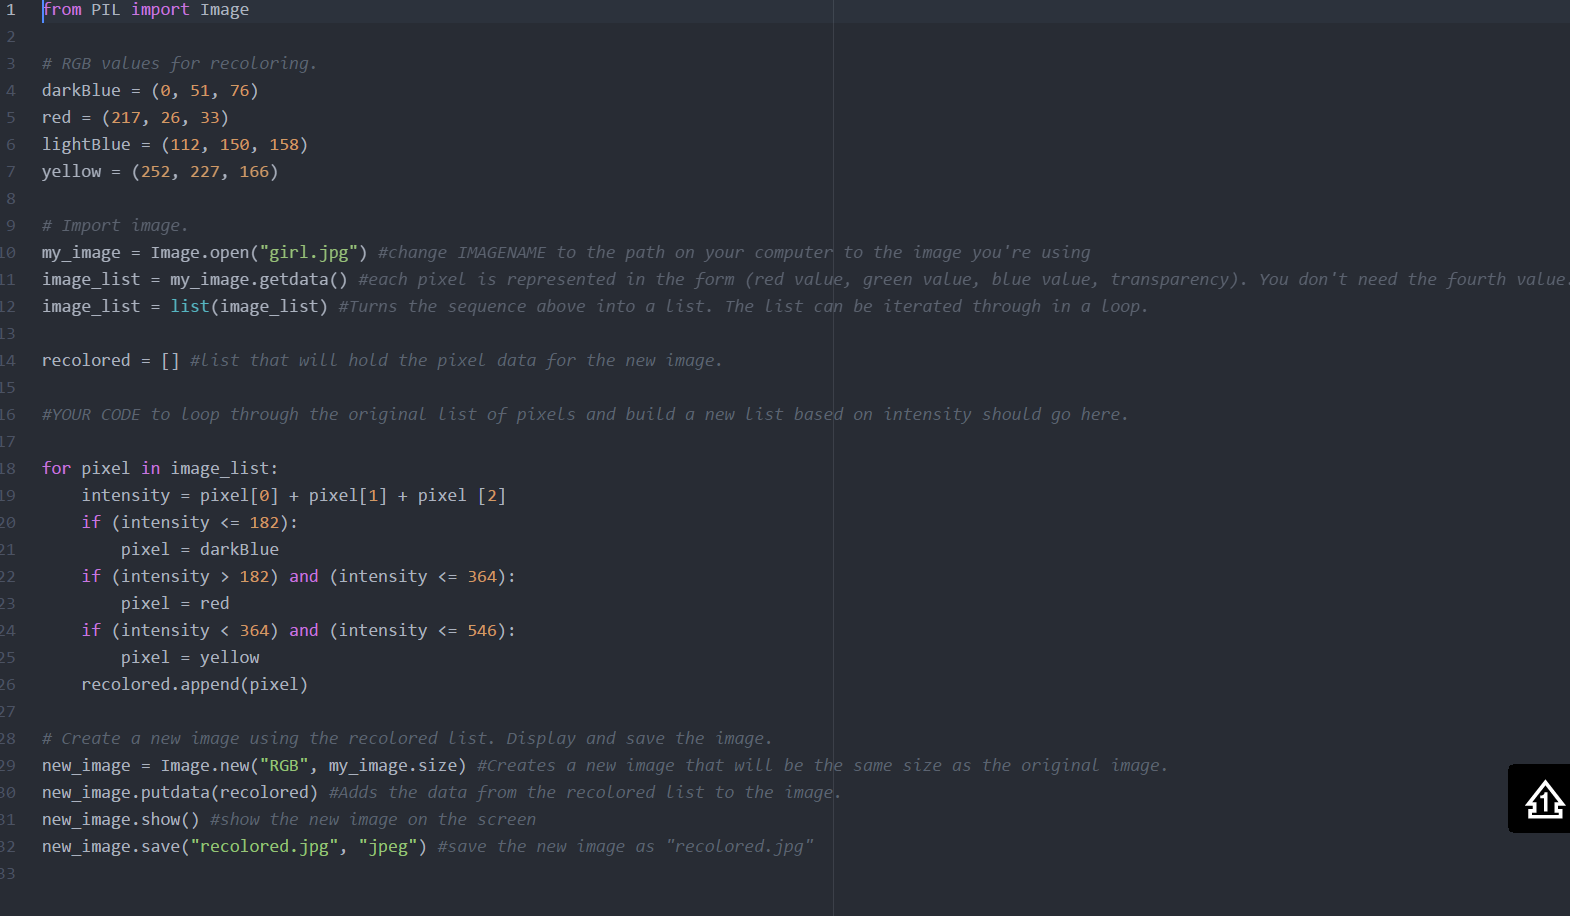 1 from PIL import Image
2
3 # RGB values for recoloring.
4 darkBlue = (0, 51, 76)
5 red = (217, 26, 33)
6 lightBlue = (112, 150, 158)
7 yellow = (252, 227, 166)
8
9 # Import image.
10 my_image = Image.open("girl.jpg") #change IMAGENAME to the path on your computer to the image you're using
11 image_list = my_image.getdata() #each pixel is represented in the form (red value, green value, blue value, transparency). You don't need the fourth value.
12 image_list = list(image_list) #Turns the sequence above into a list. The list can be iterated through in a loop.
13
14 recolored = [] #list that will hold the pixel data for the new image.
15
16 #YOUR CODE to loop through the original list of pixels and build a new list based on intensity should go here.
17
18 for pixel in image_list:
19     intensity = pixel[0] + pixel[1] + pixel [2]
20     if (intensity <= 182):
21         pixel = darkBlue
22     if (intensity > 182) and (intensity <= 364):
23         pixel = red
24     if (intensity < 364) and (intensity <= 546):
25         pixel = yellow
26     recolored.append(pixel)
27
28 # Create a new image using the recolored list. Display and save the image.
29 new_image = Image.new("RGB", my_image.size) #Creates a new image that will be the same size as the original image.
30 new_image.putdata(recolored) #Adds the data from the recolored list to the image.
31 new_image.show() #show the new image on the screen
32 new_image.save("recolored.jpg", "jpeg") #save the new image as "recolored.jpg"
33
1